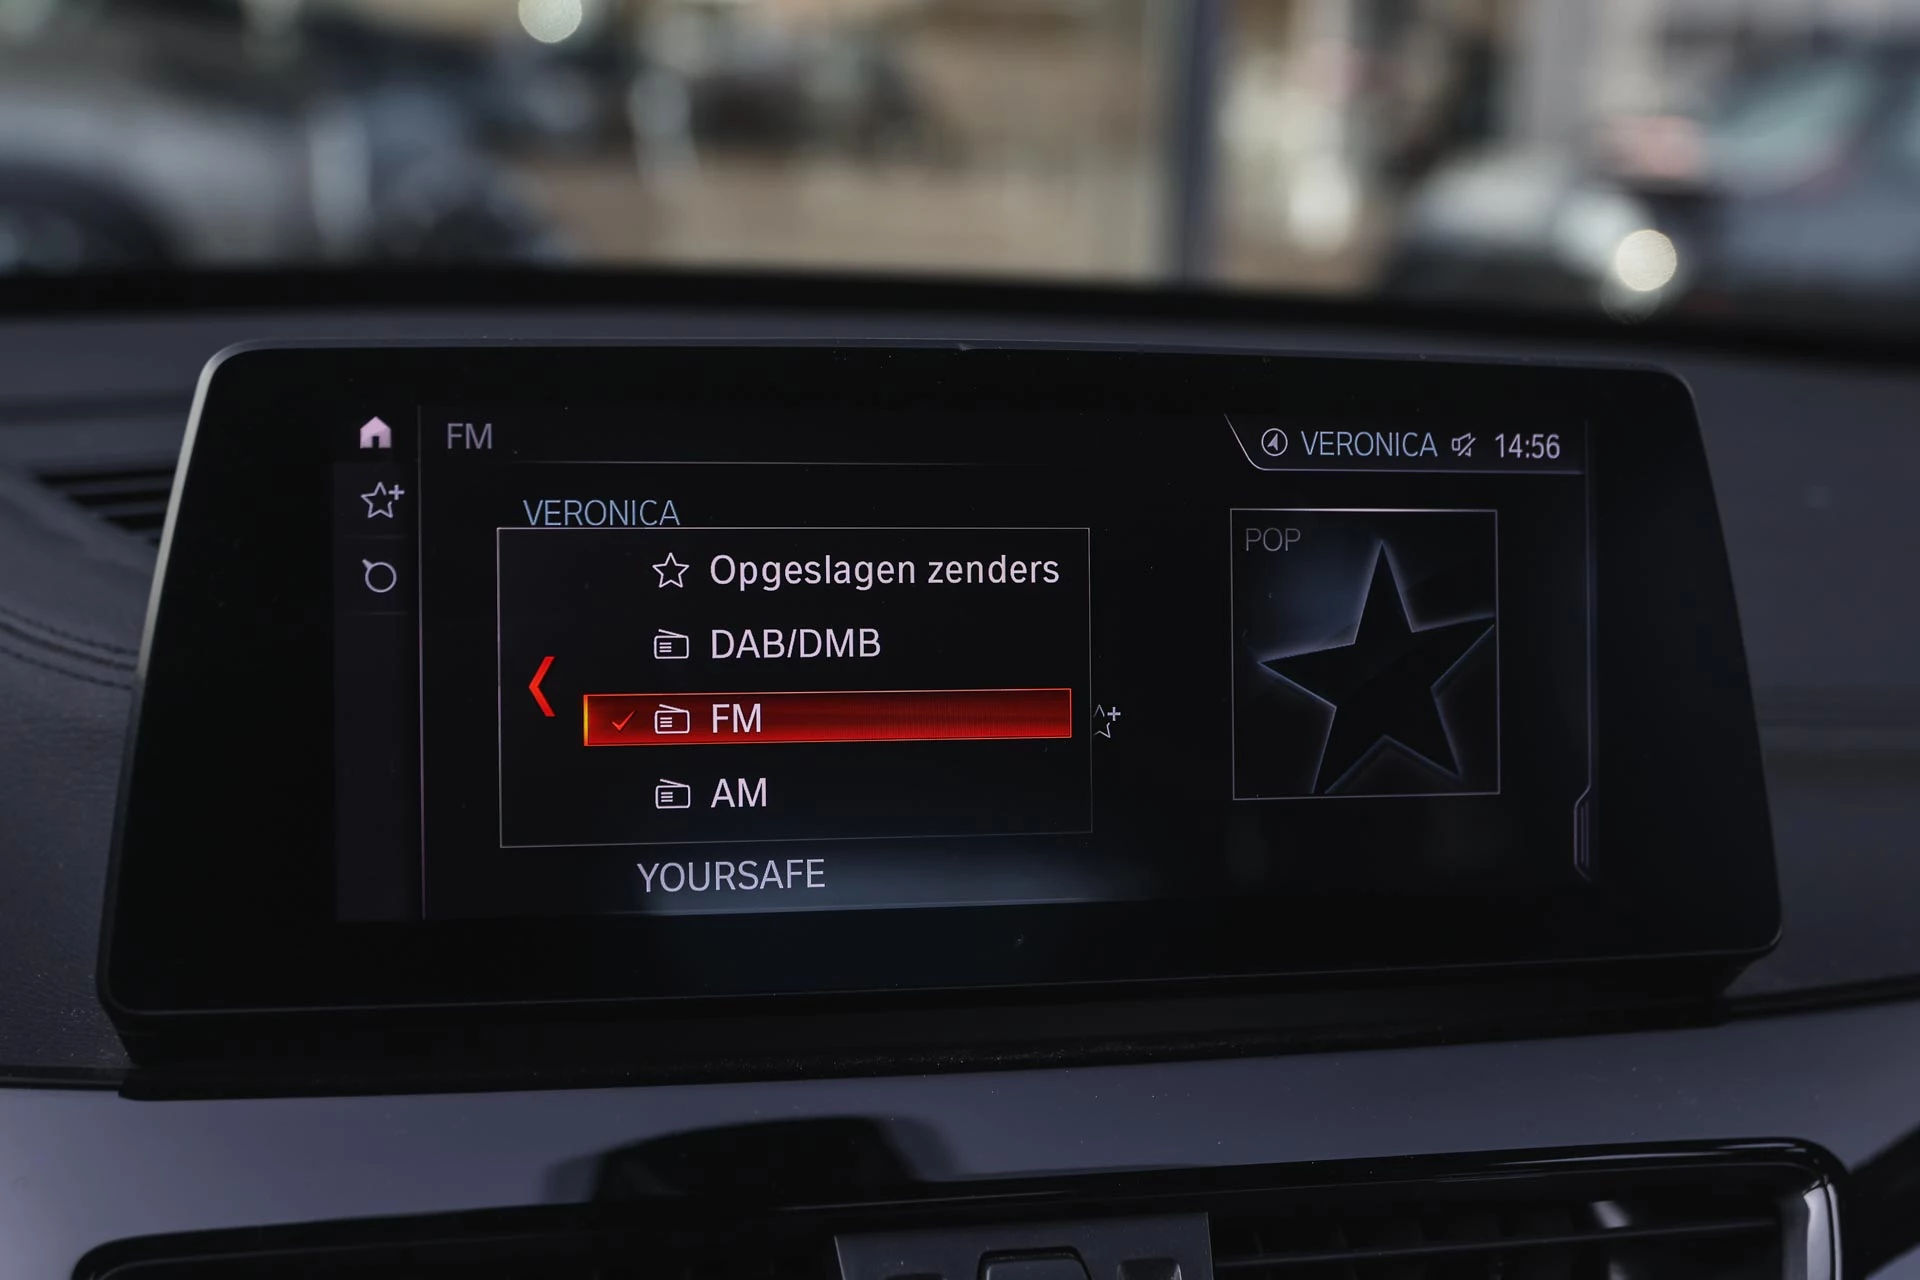 FM
VERONICA 14:56
VERONICA
Opgeslagen zenders
DAB/DMB
FM
AM
YOURSAFE
POP